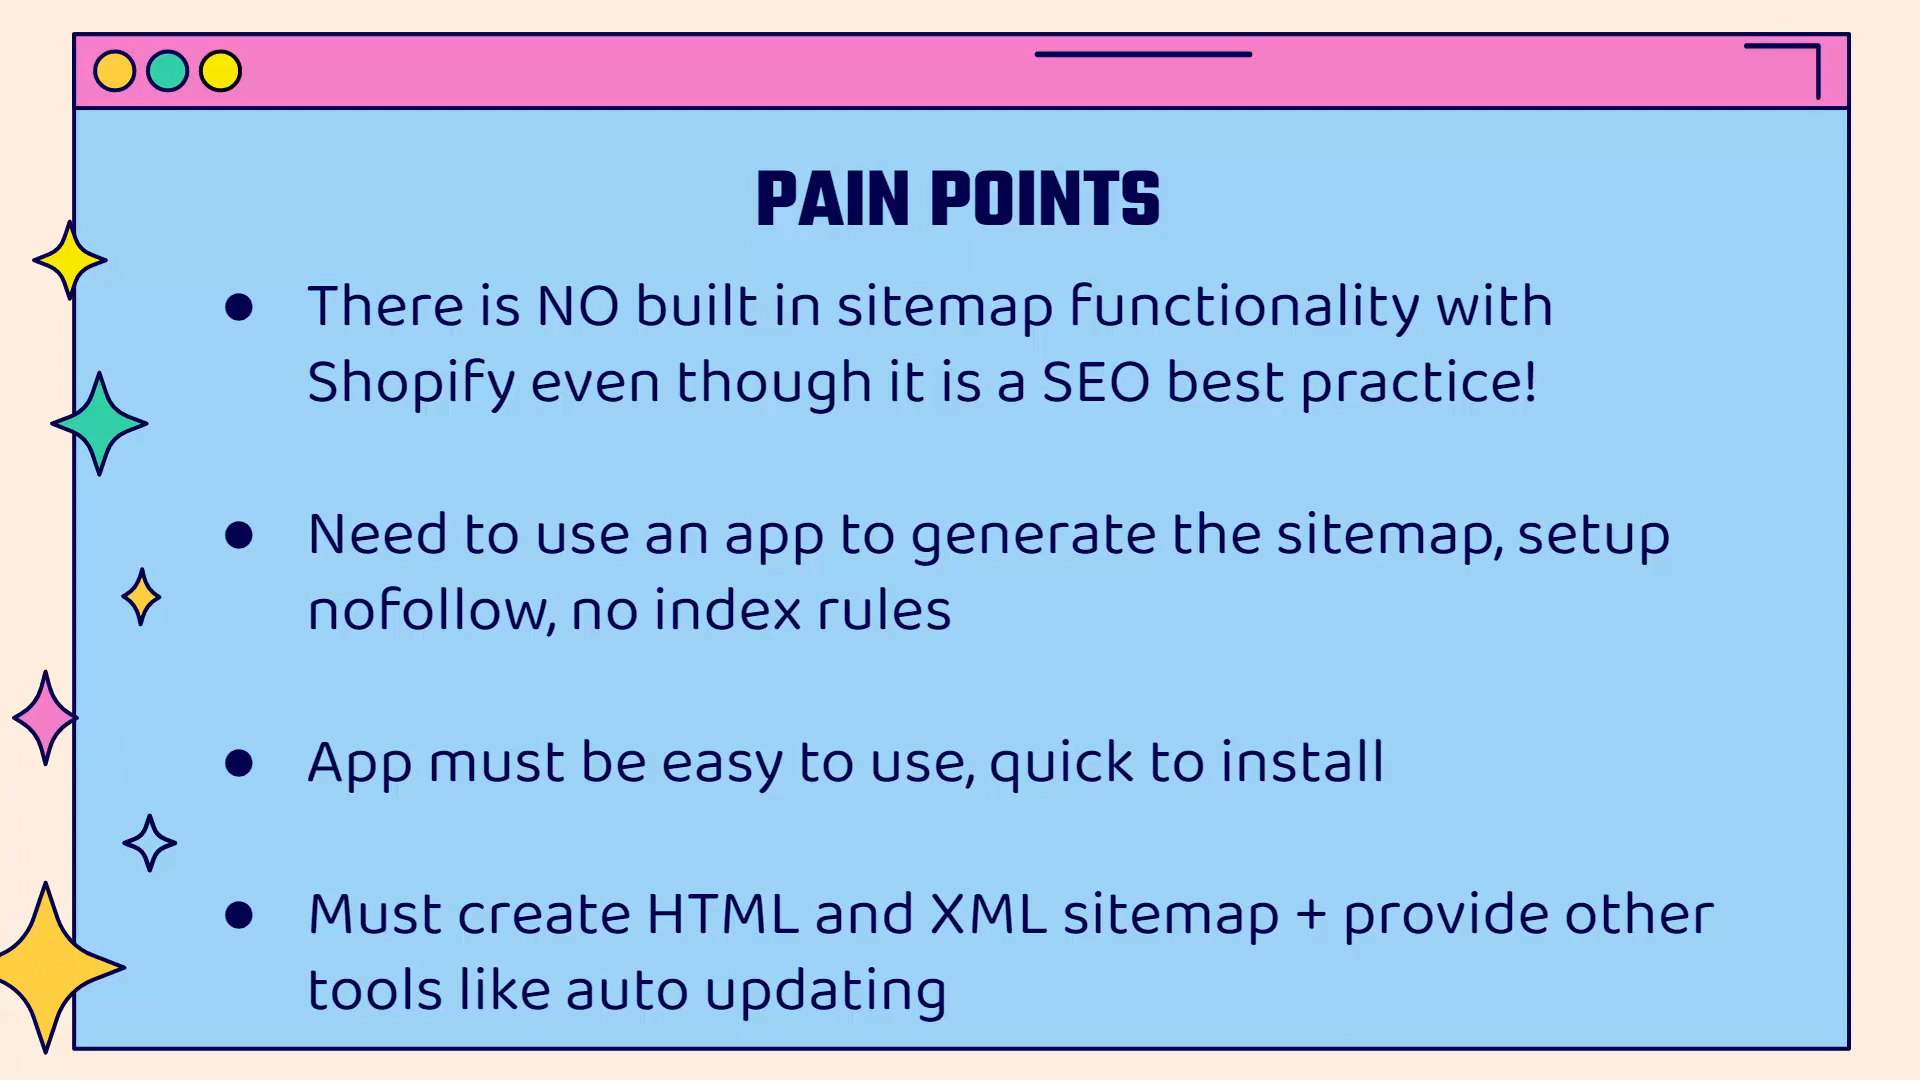 PAIN POINTS
● There is NO built in sitemap functionality with
Shopify even though it is a SEO best practice!
● Need to use an app to generate the sitemap, setup
nofollow, no index rules
● App must be easy to use, quick to install
● Must create HTML and XML sitemap + provide other
tools like auto updating